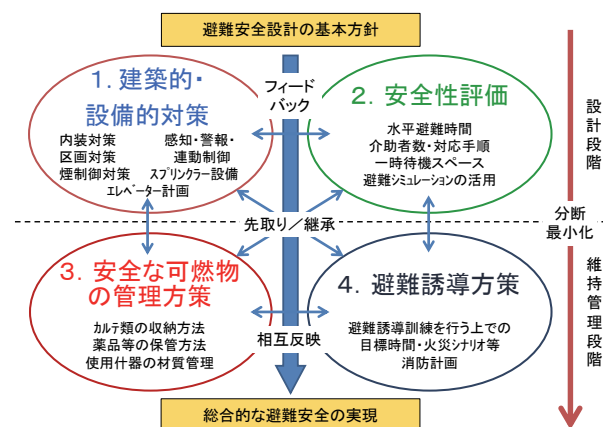 避難安全設計の基本方針
1. 建築的・
設備的対策
内装対策
区画対策
煙制御対策
感知・警報・
連動制御
スプリンクラー設備
エレベーター計画
フィード
バック
2. 安全性評価
水平避難時間
介助者数・対応手順
一時待機スペース
避難シミュレーションの活用
設計段階
先取り／継承
分断
最小化
3. 安全な可燃物
の管理方策
カルテ類の収納方法
薬品等の保管方法
使用什器の材質管理
相互反映
4. 避難誘導方策
避難誘導訓練を行う上での
目標時間・火災シナリオ等
消防計画
維持管理段階
総合的な避難安全の実現